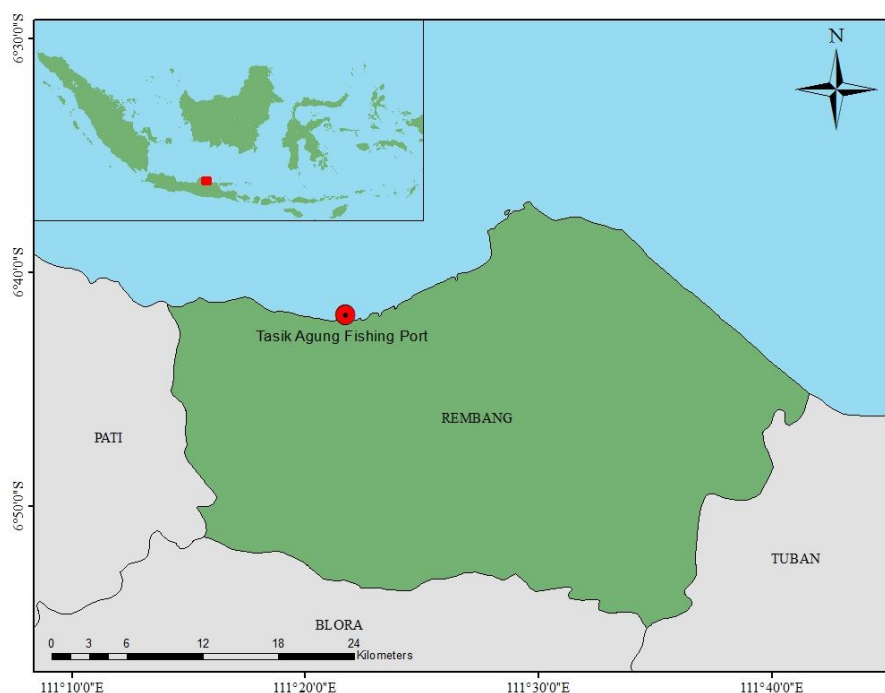 6°30'0"S
N
6°40'0"S
Tasik Agung Fishing Port
REMBANG
PATI
6°50'0"S
TUBAN
BLORA
0 3 6 12 18 24
Kilometers
111°10'0"E 111°20'0"E 111°30'0"E 111°40'0"E